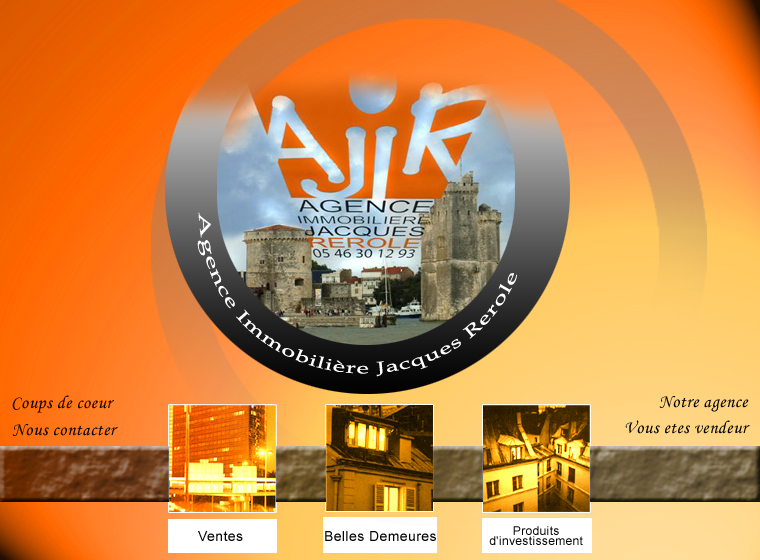 AJIR
AGENCE
IMMOBILIERE
JACQUES
REROLE
05 46 30 12 93
Agence Immobilière Jacques Rerole
Coups de coeur
Nous contacter
Notre agence
Vous etes vendeur
Ventes
Belles Demeures
Produits
d'investissement